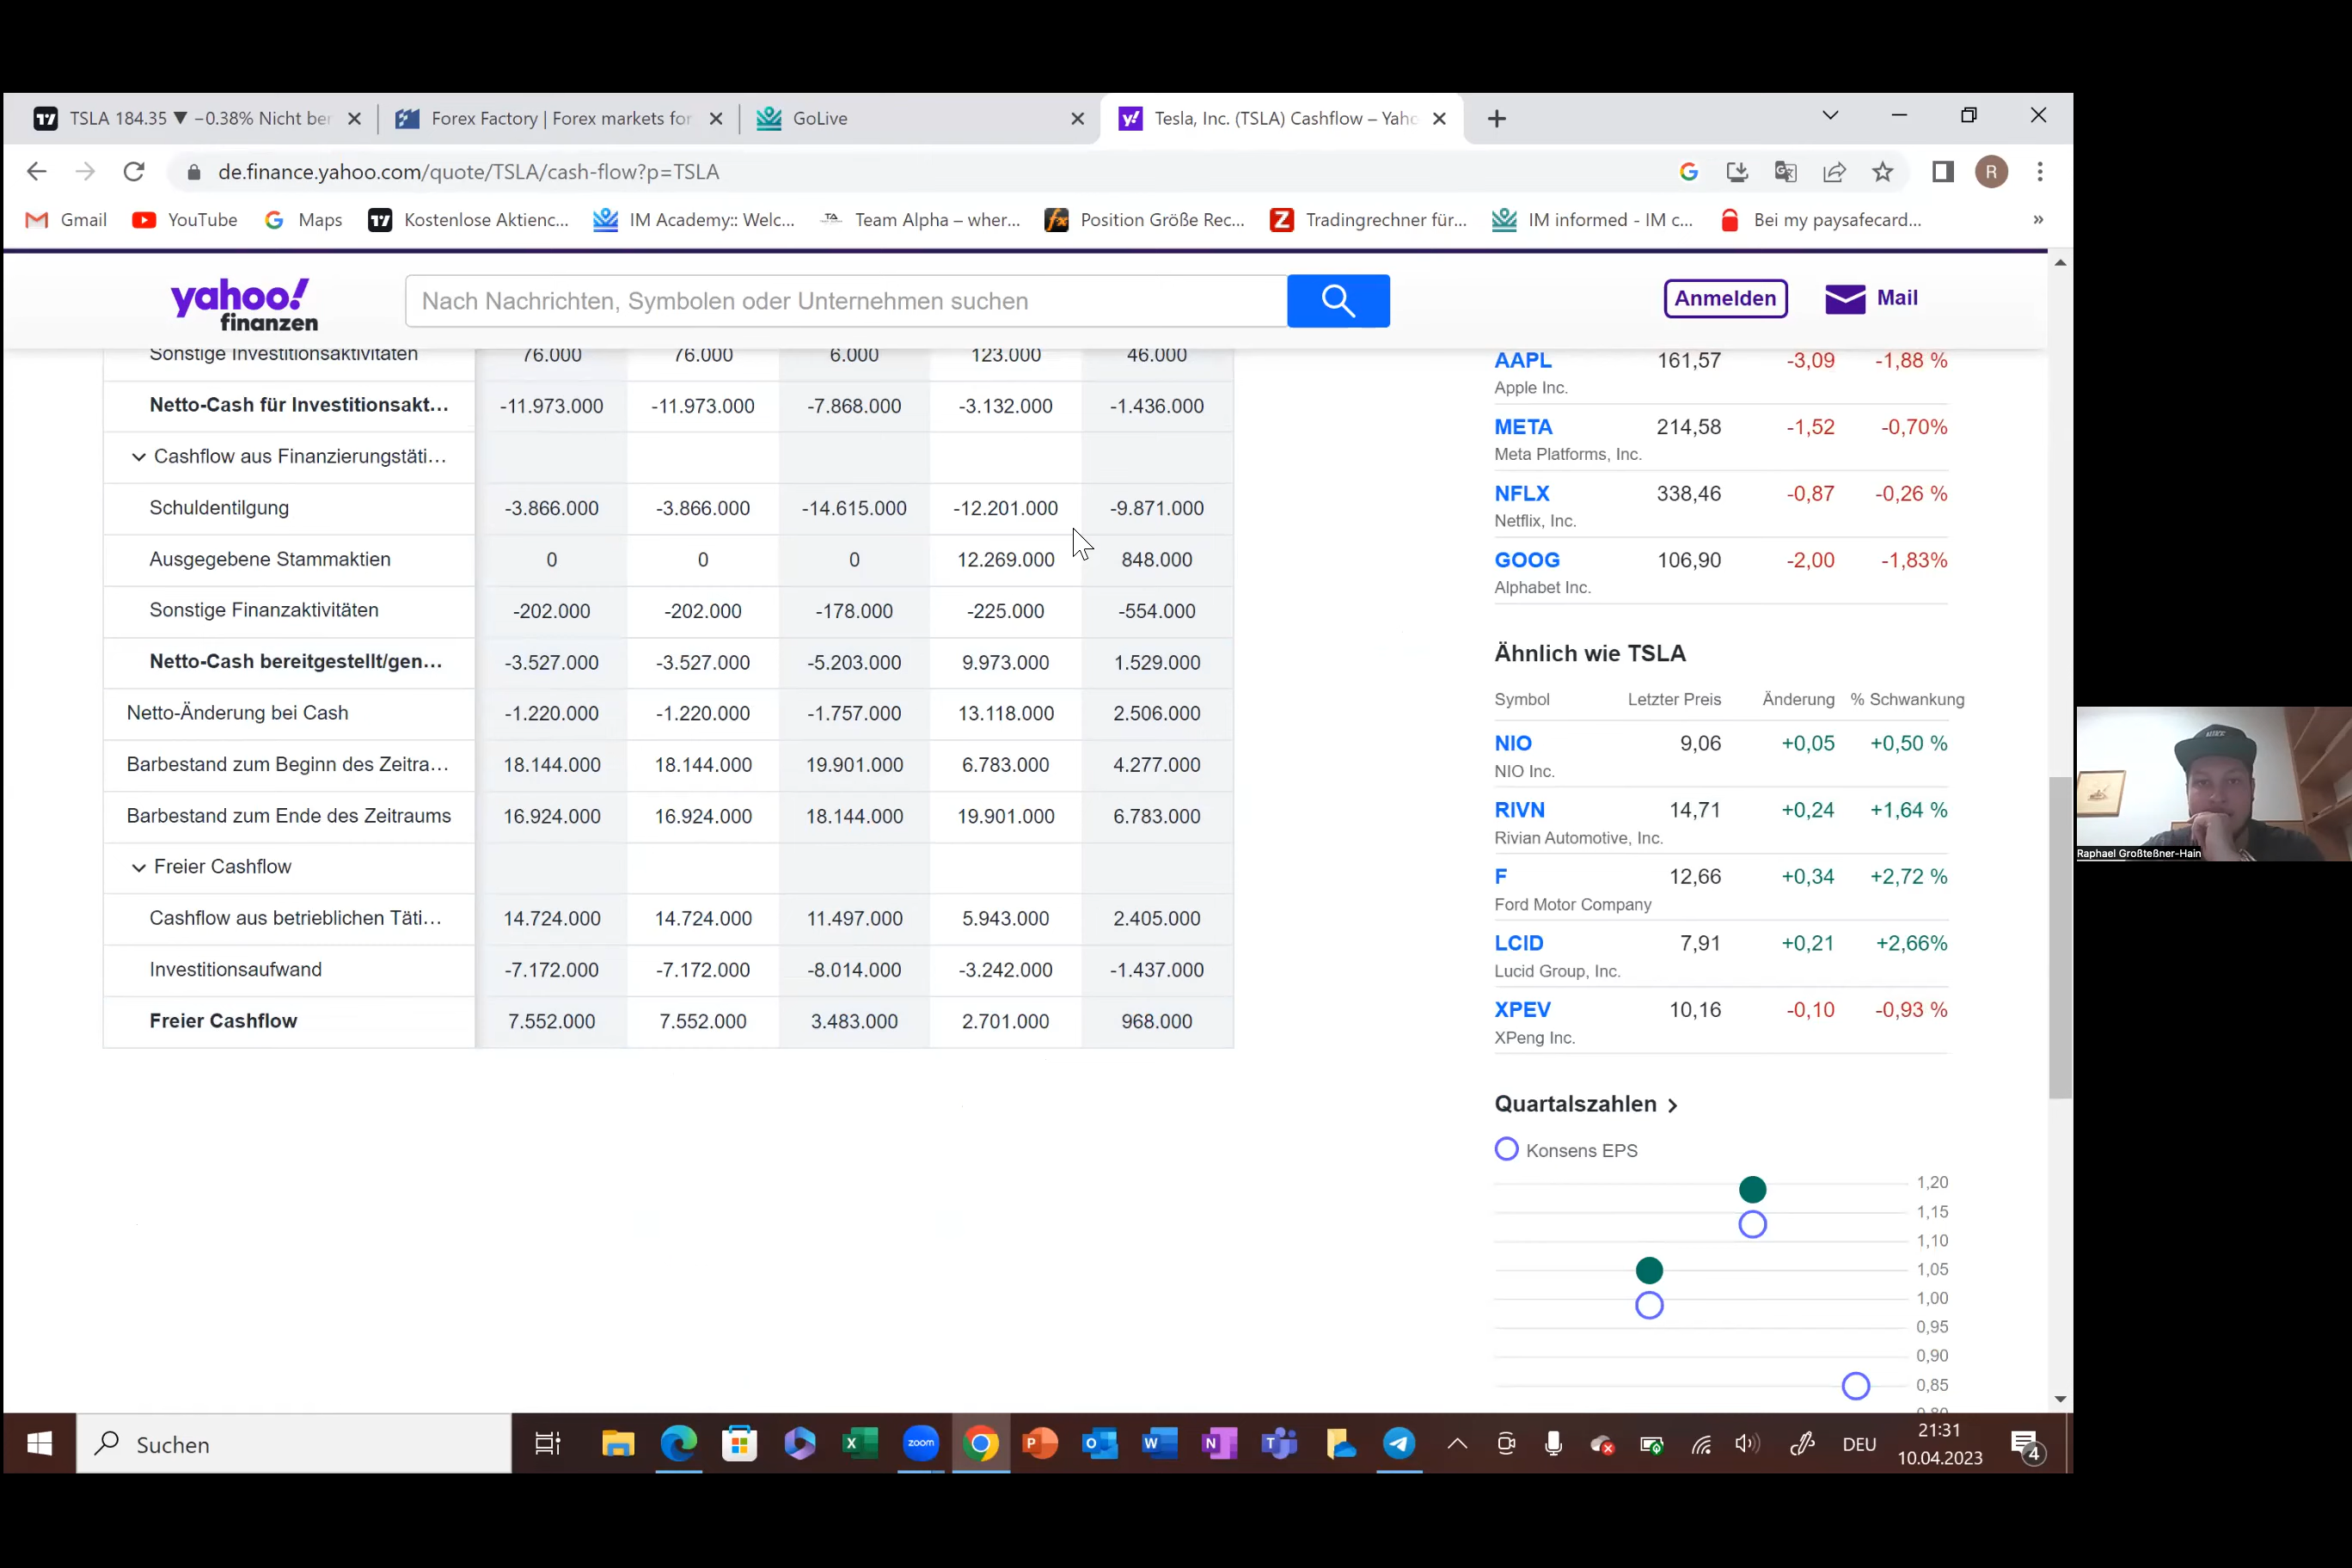 TSLA 184.35 ▼ −0.38% Nicht ber
Forex Factory | Forex markets for
GoLive
Tesla, Inc. (TSLA) Cashflow – Yaho
de.finance.yahoo.com/quote/TSLA/cash-flow?p=TSLA
R
Gmail YouTube Maps Kostenlose Aktienc... IM Academy:: Welc... Team Alpha – wher... Position Größe Rec... Tradingrechner für... IM informed - IM c... Bei my paysafecard... »
yahoo!
finanzen
Nach Nachrichten, Symbolen oder Unternehmen suchen
Anmelden
Mail
Sonstige Investitionsaktivitäten 76.000 76.000 6.000 123.000 46.000
Netto-Cash für Investitionsakt... -11.973.000 -11.973.000 -7.868.000 -3.132.000 -1.436.000
Cashflow aus Finanzierungstäti...
Schuldentilgung -3.866.000 -3.866.000 -14.615.000 -12.201.000 -9.871.000
Ausgegebene Stammaktien 0 0 0 12.269.000 848.000
Sonstige Finanzaktivitäten -202.000 -202.000 -178.000 -225.000 -554.000
Netto-Cash bereitgestellt/gen... -3.527.000 -3.527.000 -5.203.000 9.973.000 1.529.000
Netto-Änderung bei Cash -1.220.000 -1.220.000 -1.757.000 13.118.000 2.506.000
Barbestand zum Beginn des Zeitra... 18.144.000 18.144.000 19.901.000 6.783.000 4.277.000
Barbestand zum Ende des Zeitraums 16.924.000 16.924.000 18.144.000 19.901.000 6.783.000
Freier Cashflow
Cashflow aus betrieblichen Täti... 14.724.000 14.724.000 11.497.000 5.943.000 2.405.000
Investitionsaufwand -7.172.000 -7.172.000 -8.014.000 -3.242.000 -1.437.000
Freier Cashflow 7.552.000 7.552.000 3.483.000 2.701.000 968.000
AAPL 161,57 -3,09 -1,88 %
Apple Inc.
META 214,58 -1,52 -0,70%
Meta Platforms, Inc.
NFLX 338,46 -0,87 -0,26 %
Netflix, Inc.
GOOG 106,90 -2,00 -1,83%
Alphabet Inc.
Ähnlich wie TSLA
Symbol Letzter Preis Änderung % Schwankung
NIO 9,06 +0,05 +0,50 %
NIO Inc.
RIVN 14,71 +0,24 +1,64 %
Rivian Automotive, Inc.
F 12,66 +0,34 +2,72 %
Ford Motor Company
LCID 7,91 +0,21 +2,66%
Lucid Group, Inc.
XPEV 10,16 -0,10 -0,93 %
XPeng Inc.
Quartalszahlen
Konsens EPS
1,20
1,15
1,10
1,05
1,00
0,95
0,90
0,85
0,80
Raphael Großteßner-Hain
Suchen
zoom
DEU
21:31
10.04.2023
4